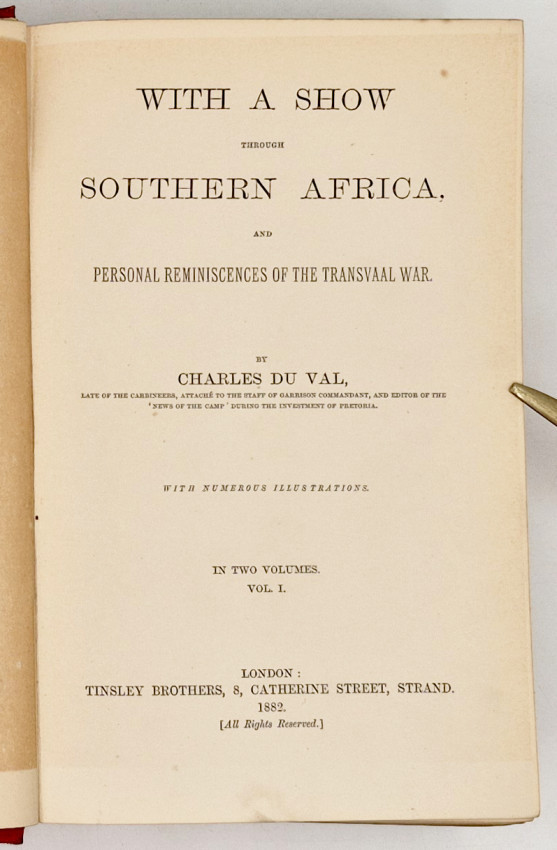 WITH A SHOW
THROUGH
SOUTHERN AFRICA,
AND
PERSONAL REMINISCENCES OF THE TRANSVAAL WAR.
BY
CHARLES DU VAL,
LATE OF THE CARBINEERS, ATTACHÉ TO THE STAFF OF GARRISON COMMANDANT, AND EDITOR OF THE
'NEWS OF THE CAMP' DURING THE INVESTMENT OF PRETORIA.
WITH NUMEROUS ILLUSTRATIONS.
IN TWO VOLUMES.
VOL. I.
LONDON:
TINSLEY BROTHERS, 8, CATHERINE STREET, STRAND.
1882.
[All Rights Reserved.]